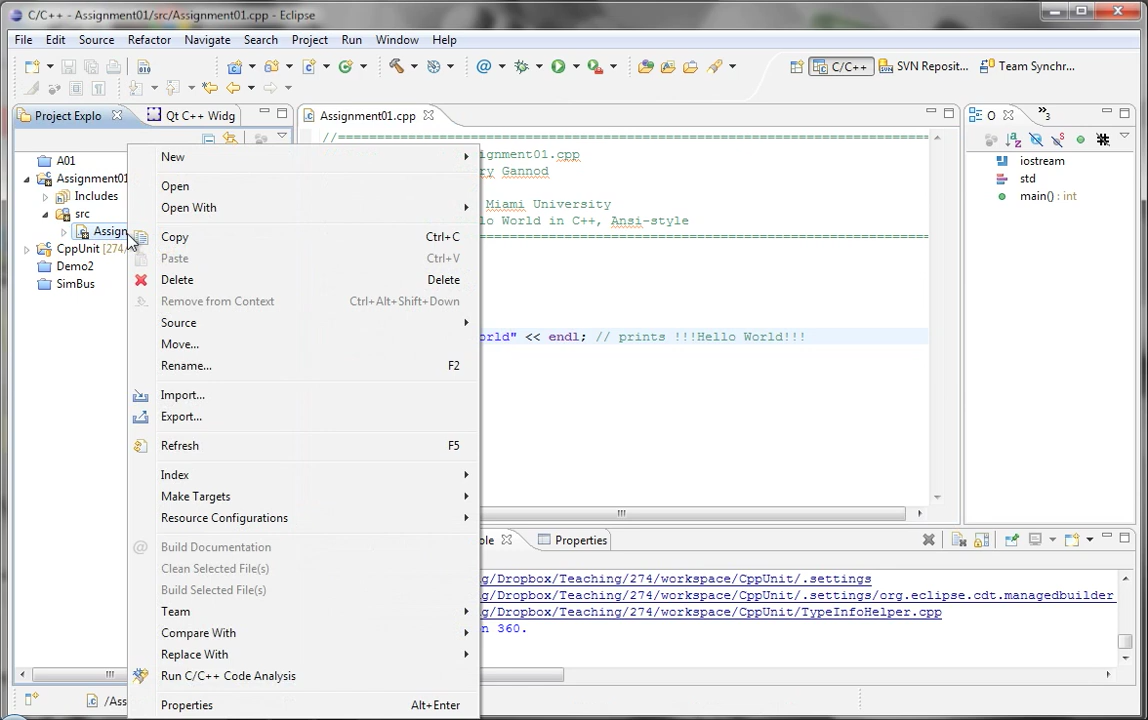 C/C++ - Assignment01/src/Assignment01.cpp - Eclipse
File Edit Source Refactor Navigate Search Project Run Window Help
C/C++ SVN Reposit... Team Synchr...
Project Explo Qt C++ Widg
Assignment01.cpp
O
3
A01
Assignment01
Includes
src
Assign
CppUnit [274,
Demo2
SimBus
New
Open
Open With
Copy Ctrl+C
Paste Ctrl+V
Delete Delete
Remove from Context Ctrl+Alt+Shift+Down
Source
Move...
Rename... F2
Import...
Export...
Refresh F5
Index
Make Targets
Resource Configurations
Build Documentation
Clean Selected File(s)
Build Selected File(s)
Team
Compare With
Replace With
Run C/C++ Code Analysis
Properties Alt+Enter
//============================================================================
gnment01.cpp
ry Gannod
Miami University
lo World in C++, Ansi-style
orld" << endl; // prints !!!Hello World!!!
iostream
std
main() : int
ole Properties
g/Dropbox/Teaching/274/workspace/CppUnit/.settings
g/Dropbox/Teaching/274/workspace/CppUnit/.settings/org.eclipse.cdt.managedbuilder
g/Dropbox/Teaching/274/workspace/CppUnit/TypeInfoHelper.cpp
n 360.
/Ass